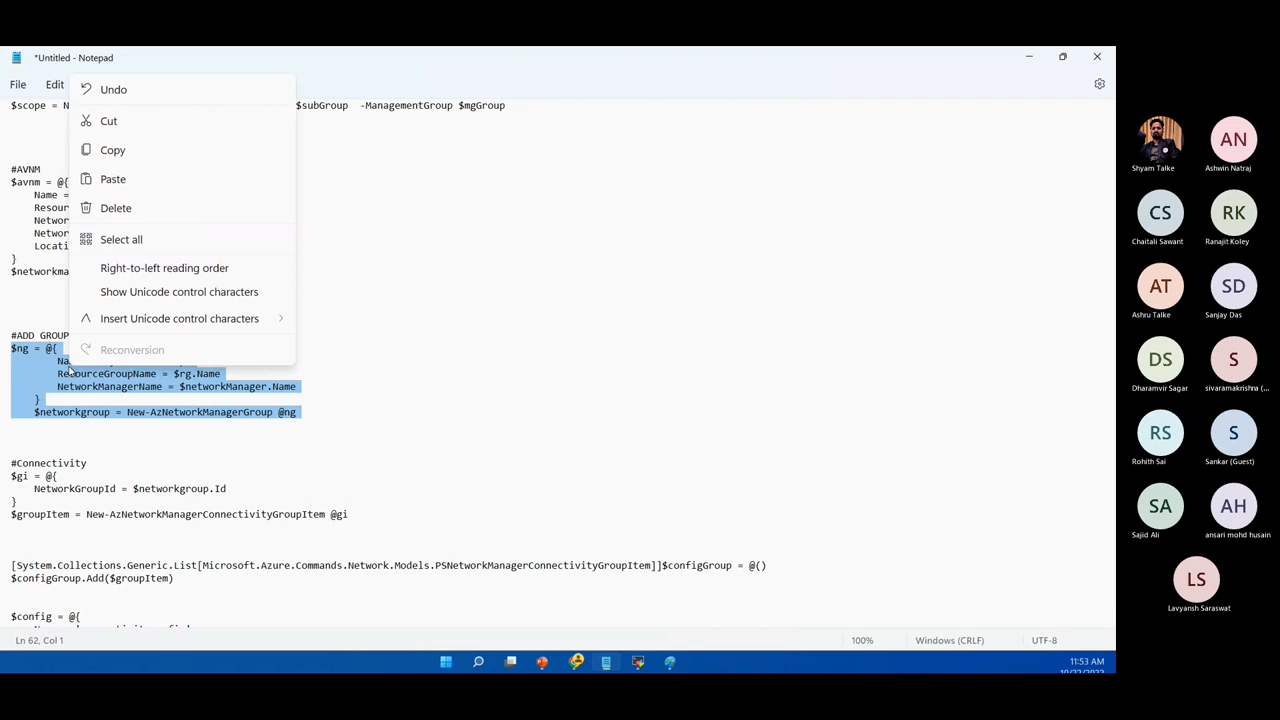 *Untitled - Notepad
File
Edit
Undo
Cut
Copy
Paste
Delete
Select all
Right-to-left reading order
Show Unicode control characters
Insert Unicode control characters
Reconversion
$scope = N
$subGroup  -ManagementGroup $mgGroup
#AVNM
$avnm = @{
Name =
Resour
Networ
Networ
Locati
}
$networkma
#ADD GROUP
$ng = @{
Na
ResourceGroupName = $rg.Name
NetworkManagerName = $networkManager.Name
}
$networkgroup = New-AzNetworkManagerGroup @ng
#Connectivity
$gi = @{
NetworkGroupId = $networkgroup.Id
}
$groupItem = New-AzNetworkManagerConnectivityGroupItem @gi
[System.Collections.Generic.List[Microsoft.Azure.Commands.Network.Models.PSNetworkManagerConnectivityGroupItem]]$configGroup = @()
$configGroup.Add($groupItem)
$config = @{
Ln 62, Col 1
100%
Windows (CRLF)
UTF-8
11:53 AM
Shyam Talke
AN
Ashwin Natraj
CS
Chaitali Sawant
RK
Ranajit Koley
AT
Ashru Talke
SD
Sanjay Das
DS
Dharamvir Sagar
S
sivaramakrishna (...
RS
Rohith Sai
S
Sankar (Guest)
SA
Sajid Ali
AH
ansari mohd husain
LS
Lavyansh Saraswat